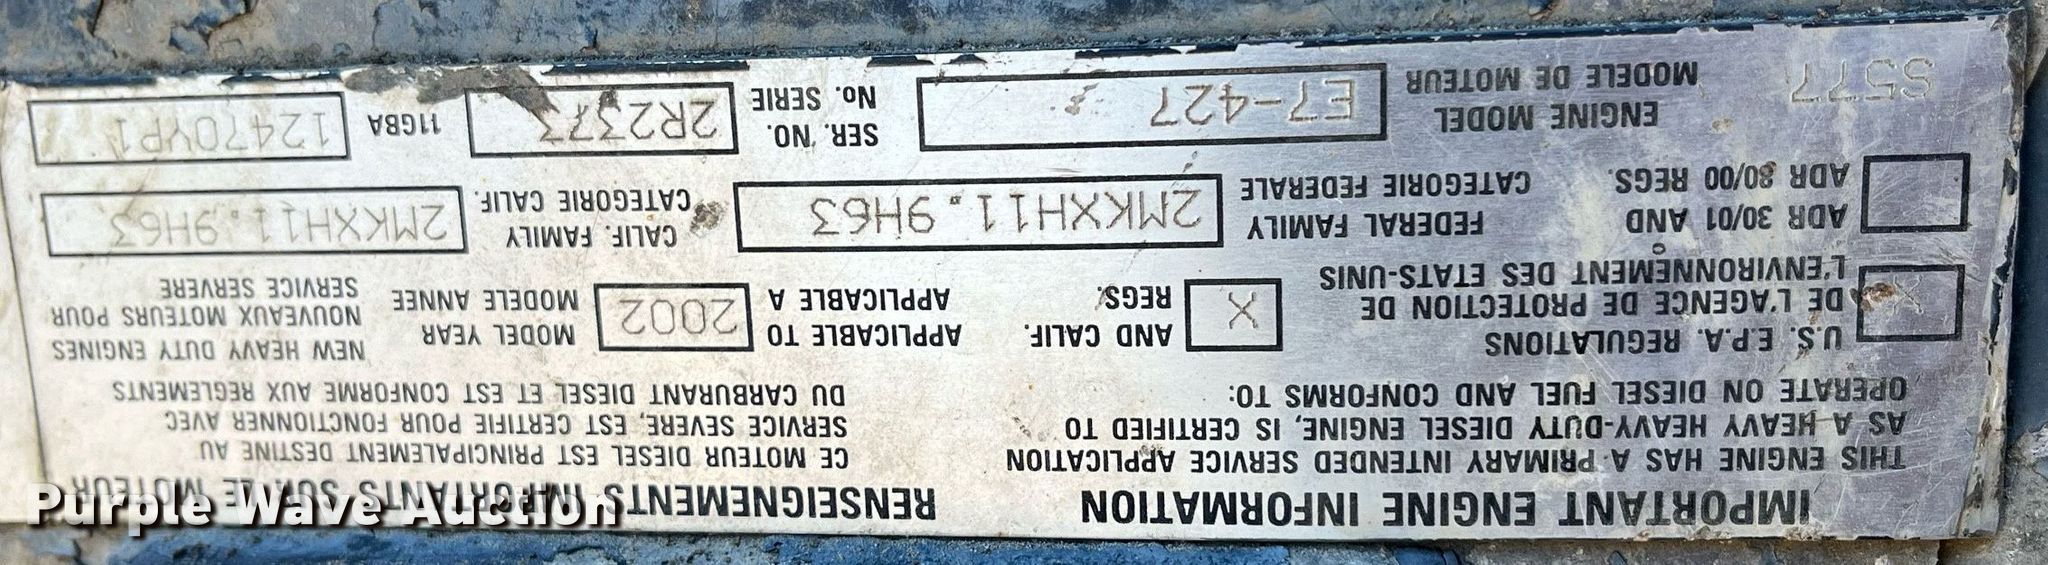 IMPORTANT ENGINE INFORMATION
RENSEIGNEMENTS IMPORTANTS SUR LE MOTEUR
THIS ENGINE HAS A PRIMARY INTENDED SERVICE APPLICATION
AS A HEAVY HEAVY-DUTY DIESEL ENGINE, IS CERTIFIED TO
OPERATE ON DIESEL FUEL AND CONFORMS TO:
CE MOTEUR DIESEL EST PRINCIPALEMENT DESTINE AU
SERVICE SEVERE, EST CERTIFIE POUR FONCTIONNER AVEC
DU CARBURANT DIESEL ET EST CONFORME AUX REGLEMENTS
X
U.S. E.P.A. REGULATIONS
DE L'AGENCE DE PROTECTION DE
L'ENVIRONNEMENT DES ETATS-UNIS
X
AND CALIF.
REGS.
APPLICABLE TO
APPLICABLE A
2002
MODEL YEAR
MODELE ANNEE
NEW HEAVY DUTY ENGINES
NOUVEAUX MOTEURS POUR
SERVICE SERVERE
ADR 30/01 AND
ADR 80/00 REGS.
FEDERAL FAMILY
CATEGORIE FEDERALE
2MKXH11.9H63
CALIF. FAMILY
CATEGORIE CALIF.
2MKXH11.9H63
S577
ENGINE MODEL
MODELE DE MOTEUR
E7-427
SER. NO.
No. SERIE
2R2373
11GBA
12470YP1
Purple Wave Auction